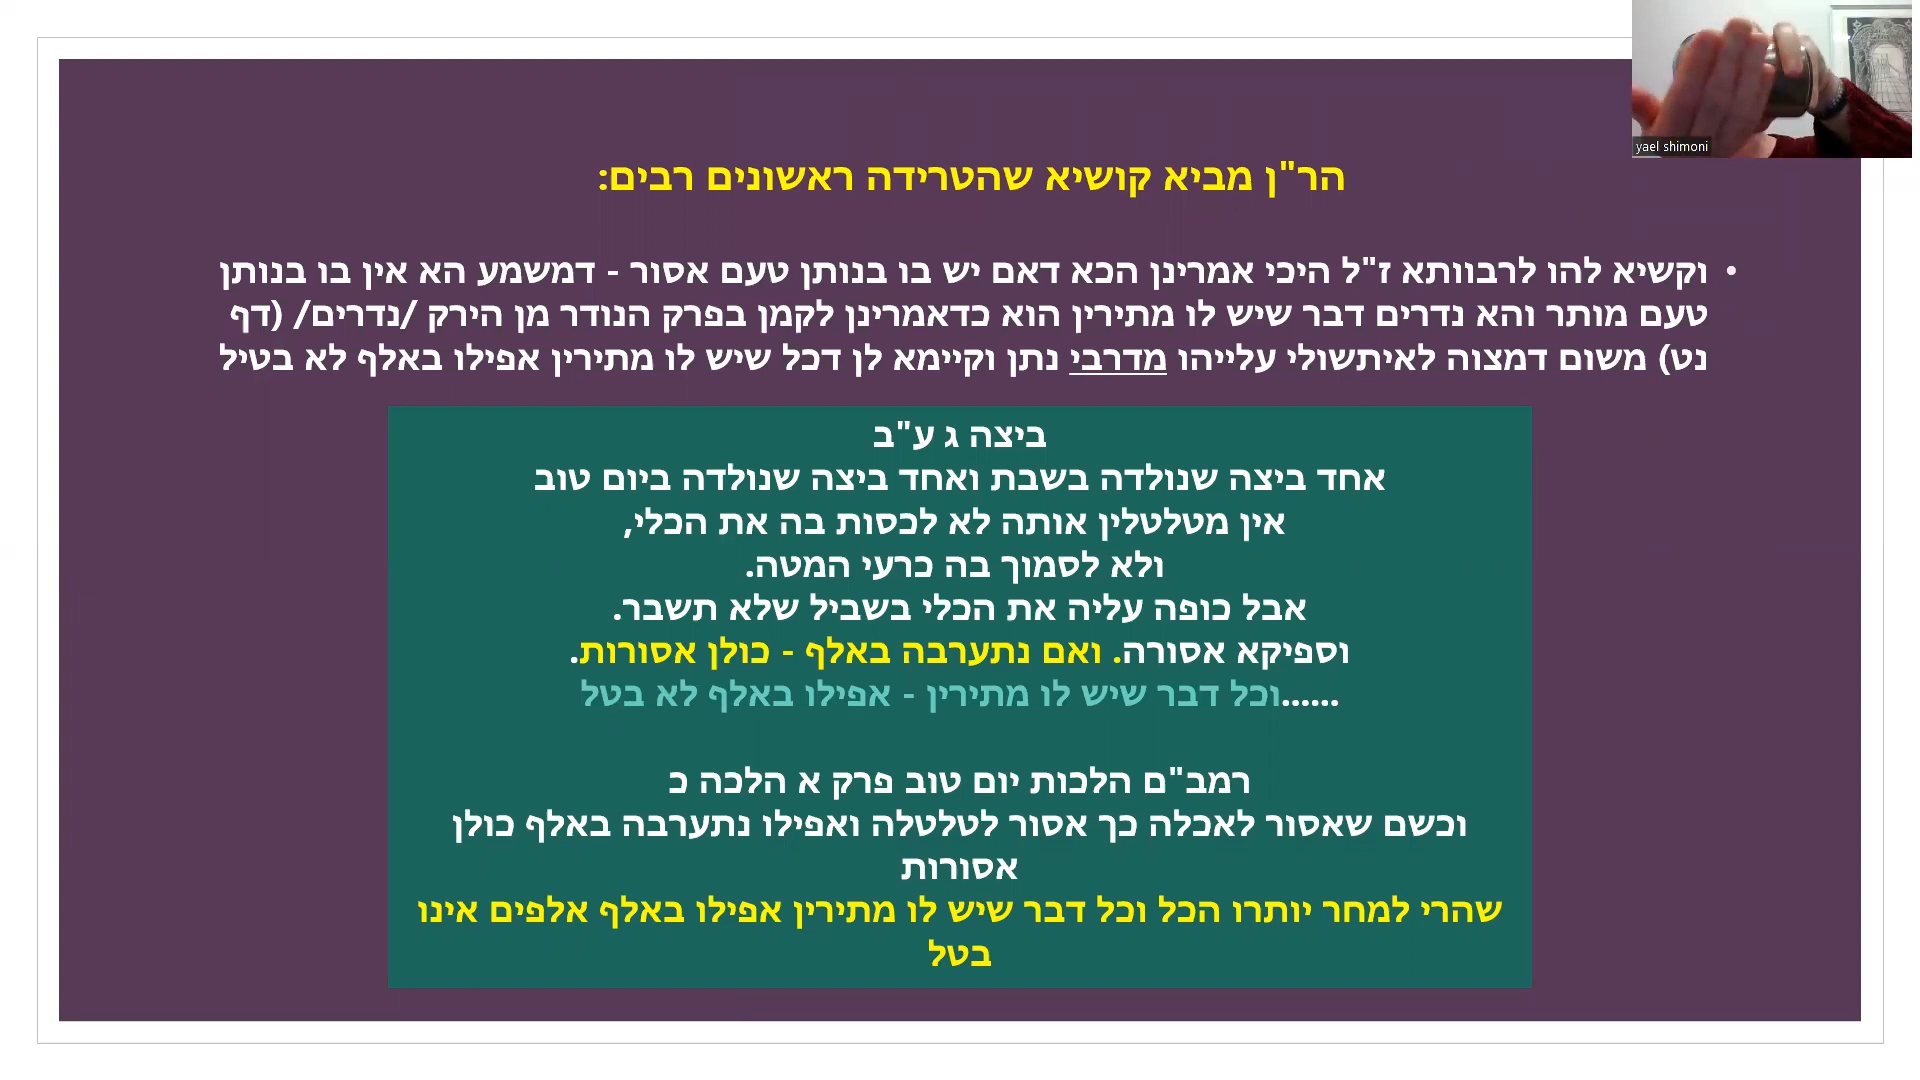 הר"ן מביא קושיא שהטרידה ראשונים רבים:
• וקשיא להו לרבוותא ז"ל היכי אמרינן הכא דאם יש בו בנותן טעם אסור - דמשמע הא אין בו בנותן
טעם מותר והא נדרים דבר שיש לו מתירין הוא כדאמרינן לקמן בפרק הנודר מן הירק /נדרים/ (דף
נט) משום דמצוה לאיתשולי עלייהו מדרבי נתן וקיימא לן דכל שיש לו מתירין אפילו באלף לא בטיל
ביצה ג ע"ב
אחד ביצה שנולדה בשבת ואחד ביצה שנולדה ביום טוב
אין מטלטלין אותה לא לכסות בה את הכלי,
ולא לסמוך בה כרעי המטה.
אבל כופה עליה את הכלי בשביל שלא תשבר.
וספיקא אסורה. ואם נתערבה באלף - כולן אסורות.
......וכל דבר שיש לו מתירין - אפילו באלף לא בטל
רמב"ם הלכות יום טוב פרק א הלכה כ
וכשם שאסור לאכלה כך אסור לטלטלה ואפילו נתערבה באלף כולן
אסורות
שהרי למחר יותרו הכל וכל דבר שיש לו מתירין אפילו באלף אלפים אינו
בטל
yael shimoni